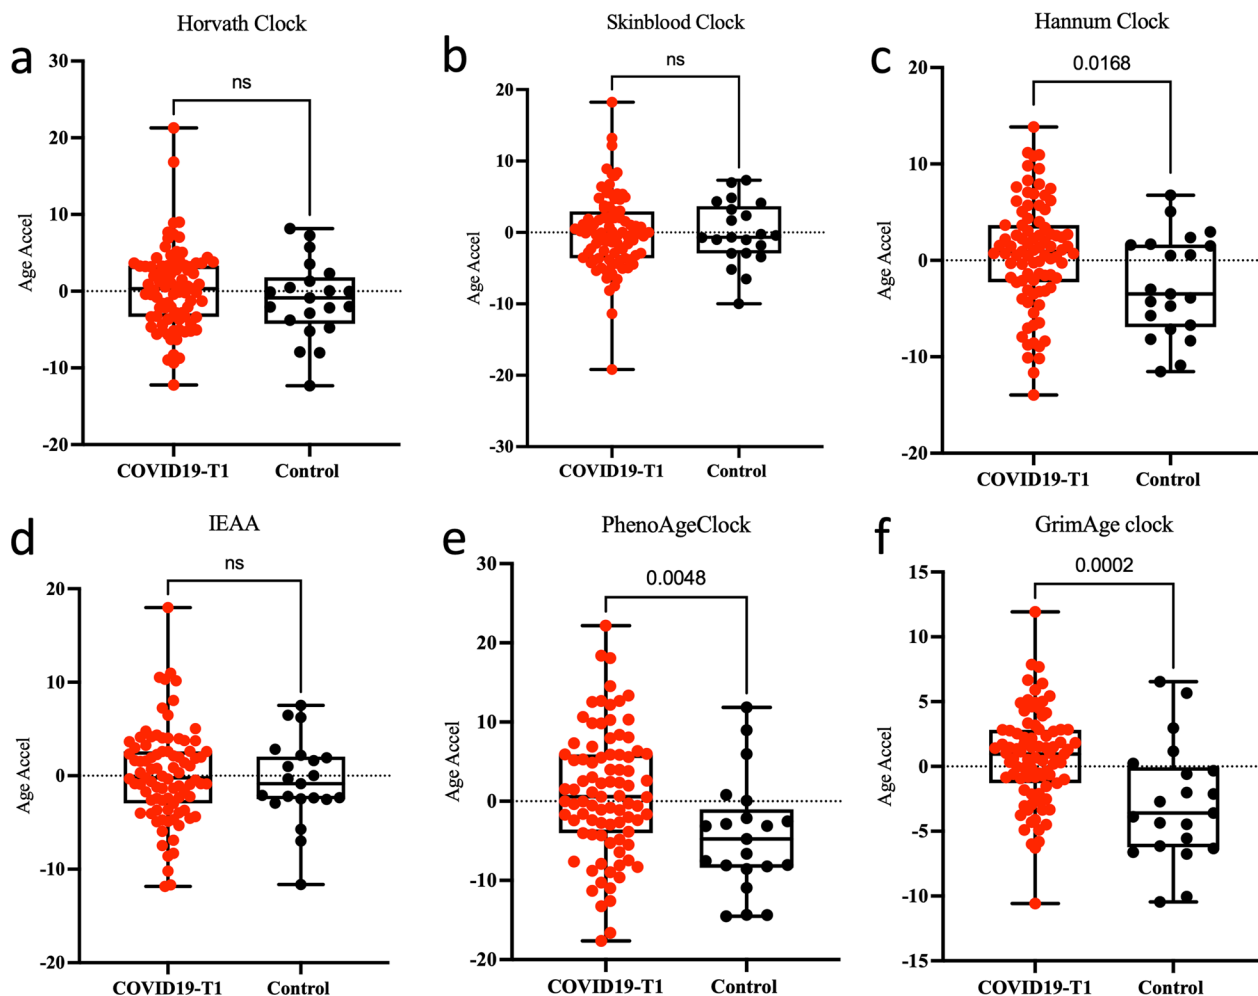 a
Horvath Clock
ns
30
20
10
0
-10
-20
Age Accel
COVID19-T1
Control
b
Skinblood Clock
ns
20
10
0
-10
-20
-30
Age Accel
COVID19-T1
Control
c
Hannum Clock
0.0168
20
10
0
-10
-20
Age Accel
COVID19-T1
Control
d
IEAA
ns
20
10
0
-10
-20
Age Accel
COVID19-T1
Control
e
PhenoAgeClock
0.0048
30
20
10
0
-10
-20
Age Accel
COVID19-T1
Control
f
GrimAge clock
0.0002
15
10
5
0
-5
-10
-15
Age Accel
COVID19-T1
Control